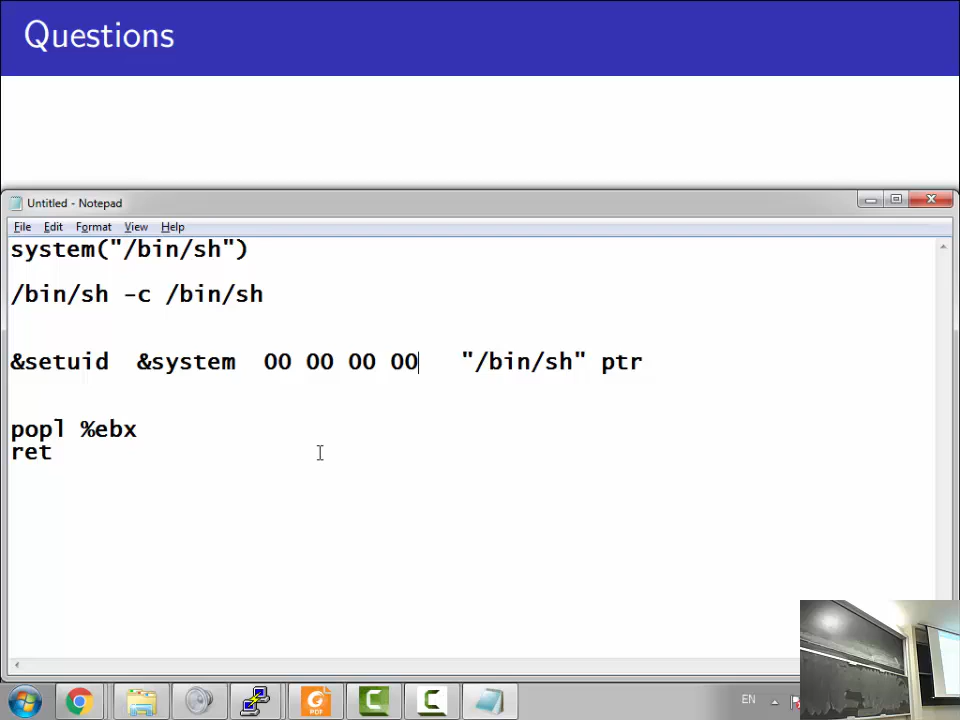 Questions
Untitled - Notepad
File Edit Format View Help
system("/bin/sh")
/bin/sh -c /bin/sh
&setuid &system 00 00 00 00 "/bin/sh" ptr
popl %ebx
ret
PDF
EN